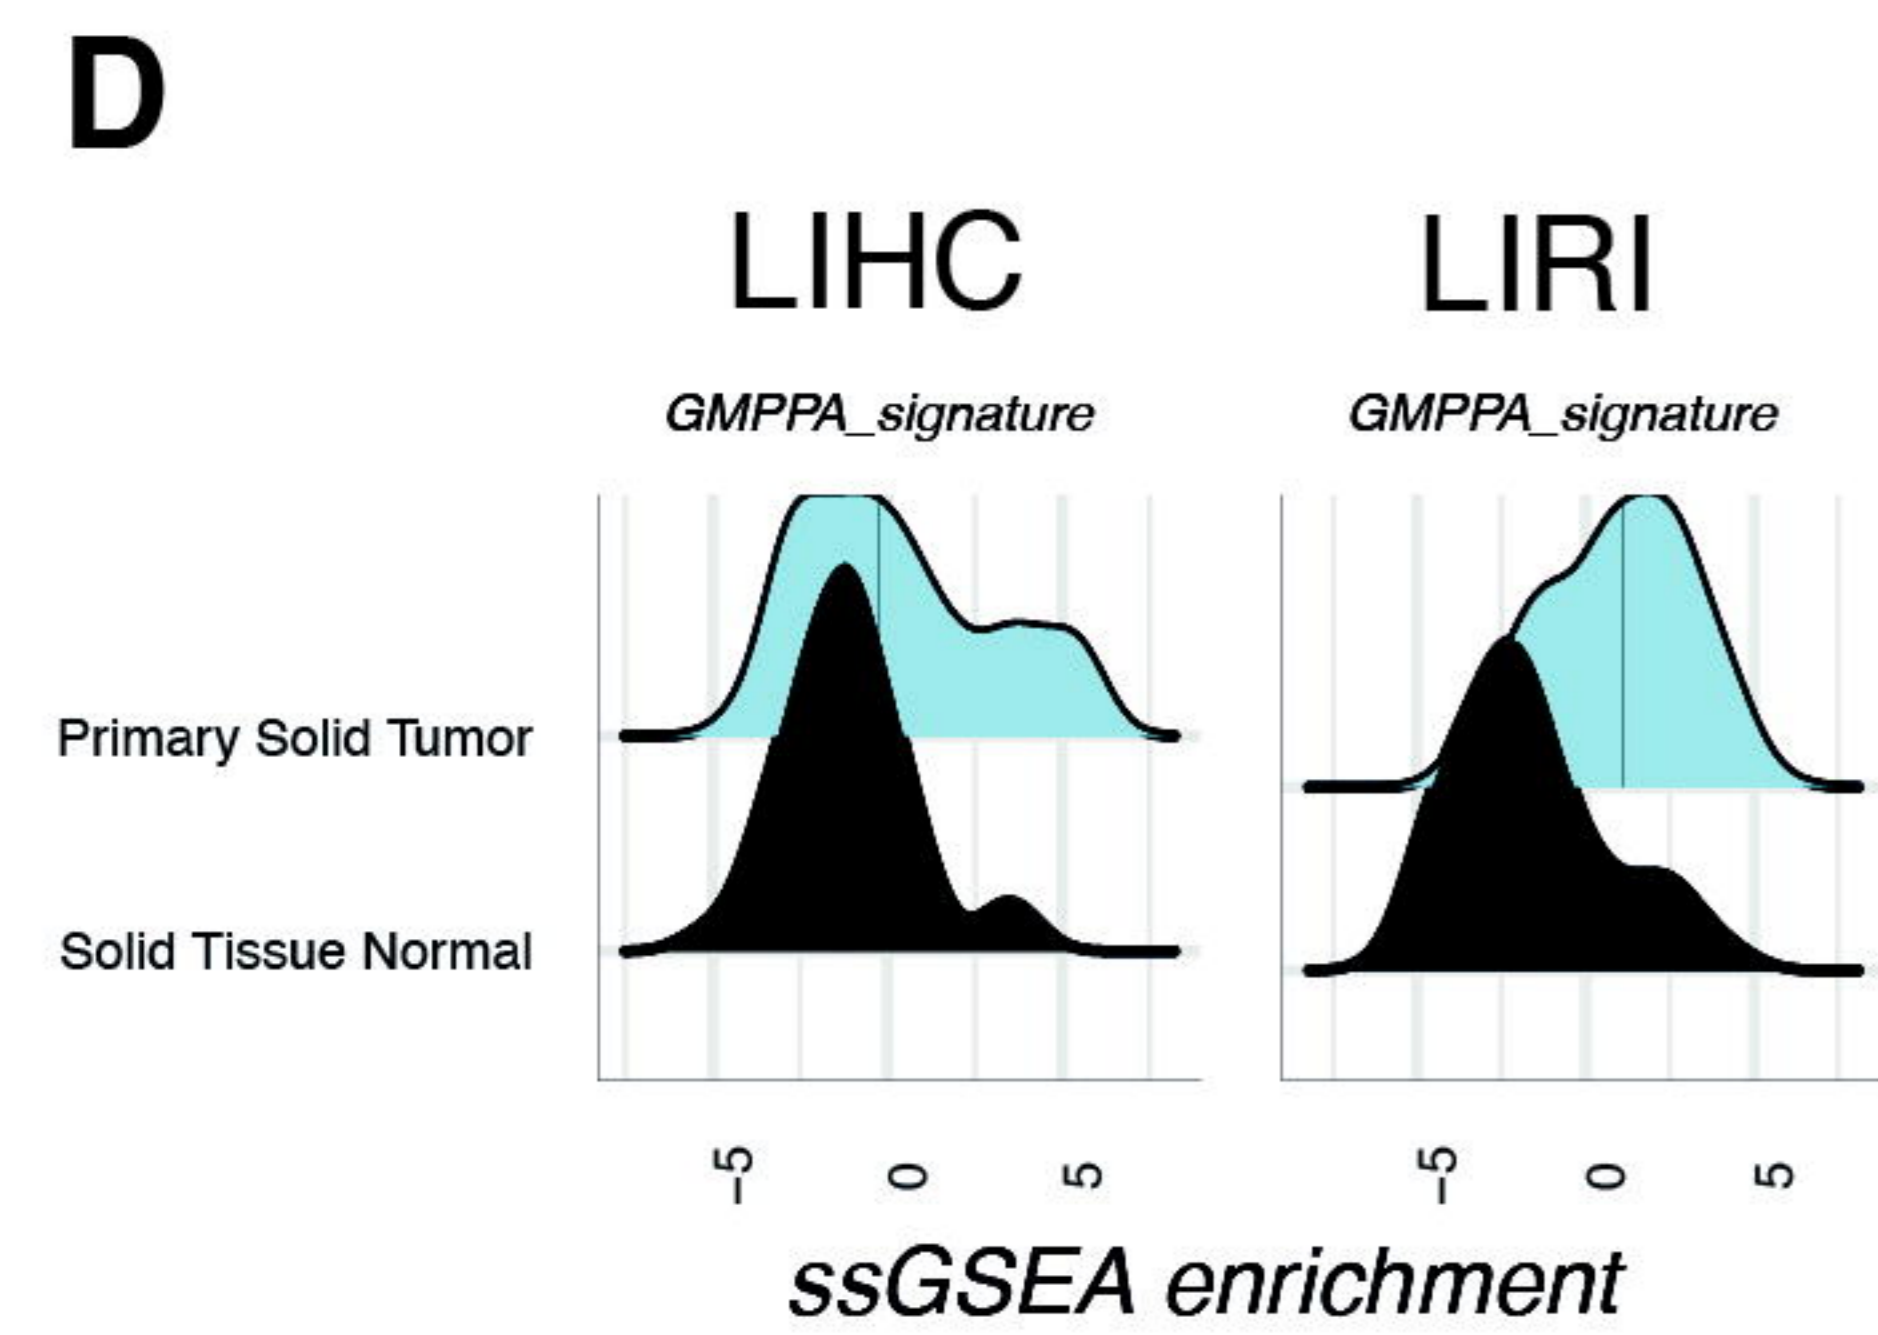 D
LIHC
LIRI
GMPPA_signature
GMPPA_signature
Primary Solid Tumor
Solid Tissue Normal
-5 0 5
-5 0 5
ssGSEA enrichment